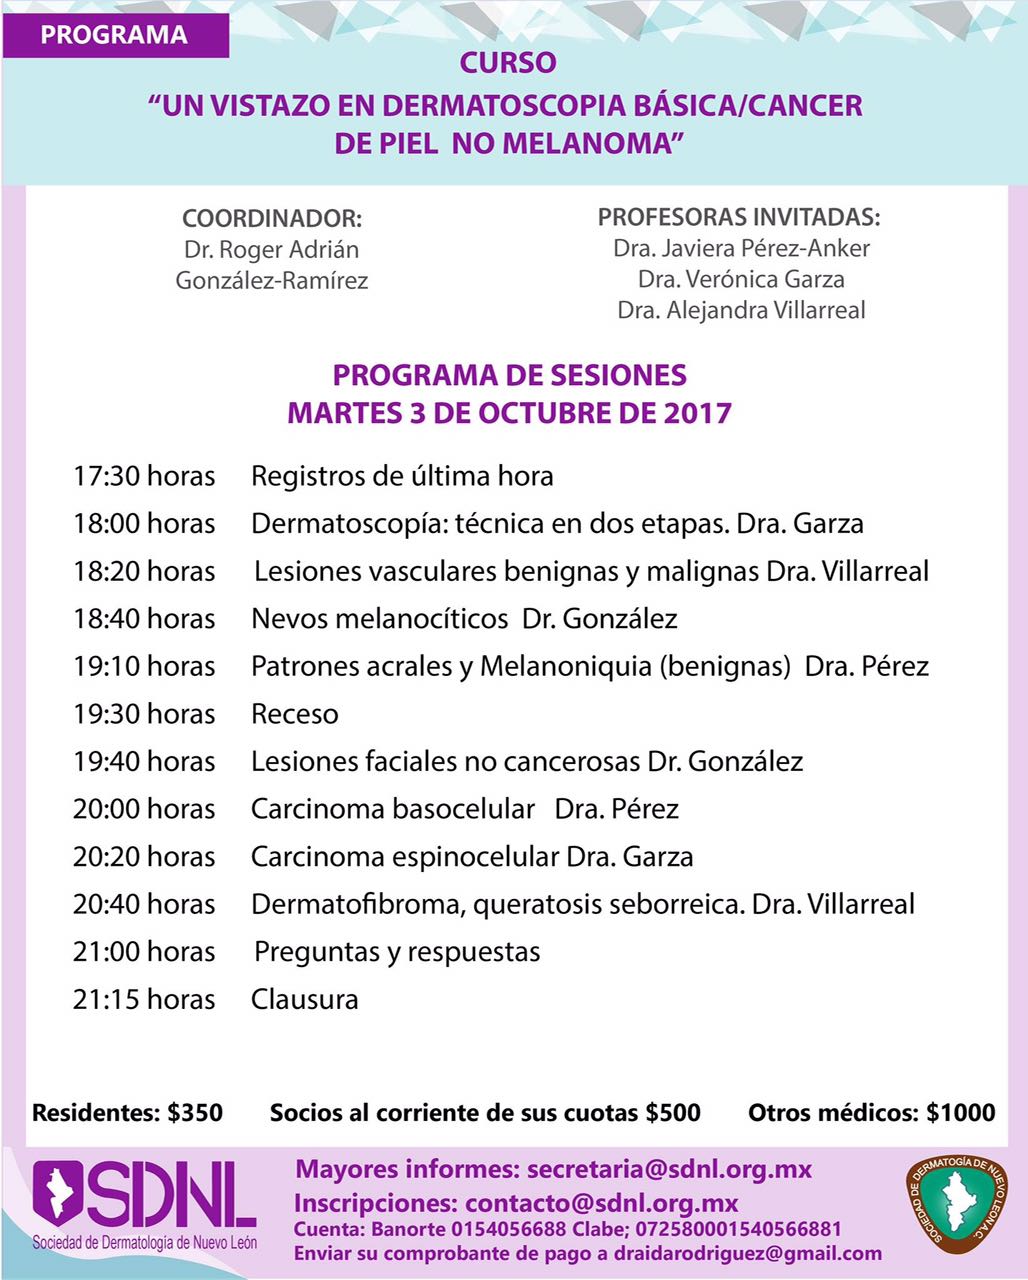 PROGRAMA
CURSO
“UN VISTAZO EN DERMATOSCOPIA BÁSICA/CANCER
DE PIEL NO MELANOMA”
COORDINADOR:
Dr. Roger Adrián
González-Ramírez
PROFESORAS INVITADAS:
Dra. Javiera Pérez-Anker
Dra. Verónica Garza
Dra. Alejandra Villarreal
PROGRAMA DE SESIONES
MARTES 3 DE OCTUBRE DE 2017
17:30 horas Registros de última hora
18:00 horas Dermatoscopía: técnica en dos etapas. Dra. Garza
18:20 horas Lesiones vasculares benignas y malignas Dra. Villarreal
18:40 horas Nevos melanocíticos Dr. González
19:10 horas Patrones acrales y Melanoniquia (benignas) Dra. Pérez
19:30 horas Receso
19:40 horas Lesiones faciales no cancerosas Dr. González
20:00 horas Carcinoma basocelular Dra. Pérez
20:20 horas Carcinoma espinocelular Dra. Garza
20:40 horas Dermatofibroma, queratosis seborreica. Dra. Villarreal
21:00 horas Preguntas y respuestas
21:15 horas Clausura
Residentes: $350 Socios al corriente de sus cuotas $500 Otros médicos: $1000
SDNL
Sociedad de Dermatología de Nuevo León
Mayores informes: secretaria@sdnl.org.mx
Inscripciones: contacto@sdnl.org.mx
Cuenta: Banorte 0154056688 Clabe; 072580001540566881
Enviar su comprobante de pago a draidarodriguez@gmail.com
SOCIEDAD DE DERMATOGÍA DE NUEVO LEON A.C.